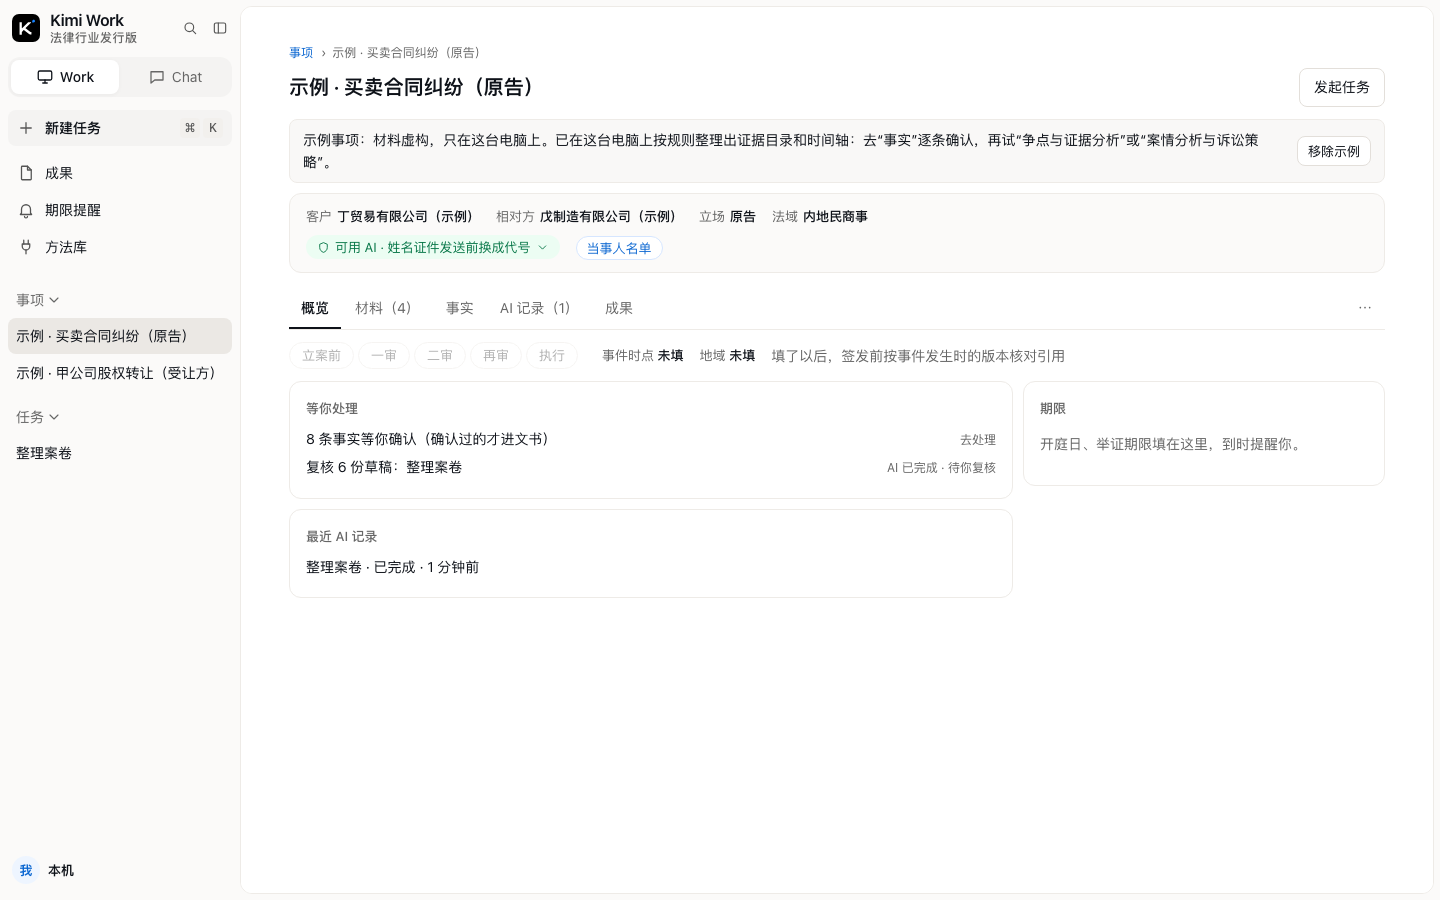 Kimi Work
法律行业发行版
Work
Chat
新建任务
⌘ K
成果
期限提醒
方法库
事项
示例 · 买卖合同纠纷（原告）
示例 · 甲公司股权转让（受让方）
任务
整理案卷
我 本机
事项 › 示例 · 买卖合同纠纷（原告）
示例 · 买卖合同纠纷（原告）
发起任务
示例事项：材料虚构，只在这台电脑上。已在这台电脑上按规则整理出证据目录和时间轴：去“事实”逐条确认，再试“争点与证据分析”或“案情分析与诉讼策
略”。
移除示例
客户 丁贸易有限公司（示例） 相对方 戊制造有限公司（示例） 立场 原告 法域 内地民商事
可用 AI · 姓名证件发送前换成代号
当事人名单
概览 材料（4） 事实 AI 记录（1） 成果 ···
立案前 一审 二审 再审 执行 事件时点 未填 地域 未填 填了以后，签发前按事件发生时的版本核对引用
等你处理
8 条事实等你确认（确认过的才进文书） 去处理
复核 6 份草稿：整理案卷 AI 已完成 · 待你复核
期限
开庭日、举证期限填在这里，到时提醒你。
最近 AI 记录
整理案卷 · 已完成 · 1 分钟前